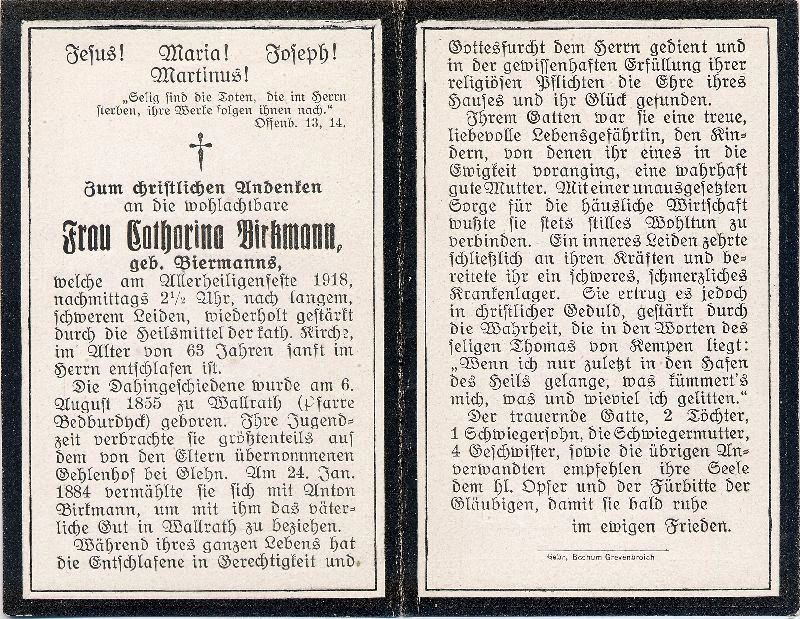 Jesus! Maria! Joseph!
Martinus!
„Selig sind die Toten, die im Herrn
sterben, ihre Werke folgen ihnen nach.“
Offenb. 13, 14.
Zum christlichen Andenken
an die wohlachtbare
Frau Catharina Birkmann,
geb. Biermanns,
welche am Allerheiligenfeste 1918,
nachmittags 2½ Uhr, nach langem,
schwerem Leiden, wiederholt gestärkt
durch die Heilsmittel der kath. Kirche,
im Alter von 63 Jahren sanft im
Herrn entschlafen ist.
Die Dahingeschiedene wurde am 6.
August 1855 zu Wallrath (Pfarre
Bedburdyck) geboren. Ihre Jugend-
zeit verbrachte sie größtenteils auf
dem von den Eltern übernommenen
Gehlenhof bei Glehn. Am 24. Jan.
1884 vermählte sie sich mit Anton
Birkmann, um mit ihm das väter-
liche Gut in Wallrath zu beziehen.
Während ihres ganzen Lebens hat
die Entschlafene in Gerechtigkeit und
Gottesfurcht dem Herrn gedient und
in der gewissenhaften Erfüllung ihrer
religiösen Pflichten die Ehre ihres
Hauses und ihr Glück gefunden.
Ihrem Gatten war sie eine treue,
liebevolle Lebensgefährtin, den Kin-
dern, von denen ihr eines in die
Ewigkeit voranging, eine wahrhaft
gute Mutter. Mit einer unausgesetzten
Sorge für die häusliche Wirtschaft
wußte sie stets stilles Wohltun zu
verbinden. Ein inneres Leiden zehrte
schließlich an ihren Kräften und be-
reitete ihr ein schweres, schmerzliches
Krankenlager. Sie ertrug es jedoch
in christlicher Geduld, gestärkt durch
die Wahrheit, die in den Worten des
seligen Thomas von Kempen liegt:
„Wenn ich nur zuletzt in den Hafen
des Heils gelange, was kümmert's
mich, was und wieviel ich gelitten.“
Der trauernde Gatte, 2 Töchter,
1 Schwiegersohn, die Schwiegermutter,
4 Geschwister, sowie die übrigen An-
verwandten empfehlen ihre Seele
dem hl. Opfer und der Fürbitte der
Gläubigen, damit sie bald ruhe
im ewigen Frieden.
Gebr. Bochum Grevenbroich